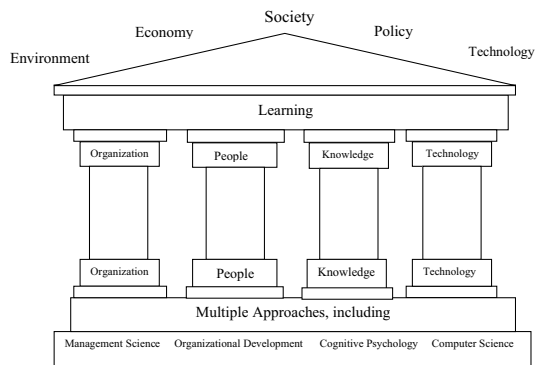 Society
Economy Policy
Environment Technology
Learning
Organization People Knowledge Technology
Organization People Knowledge Technology
Multiple Approaches, including
Management Science Organizational Development Cognitive Psychology Computer Science